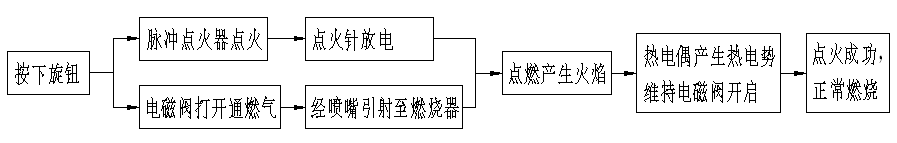 按下旋钮
脉冲点火器点火
点火针放电
电磁阀打开通燃气
经喷嘴引射至燃烧器
点燃产生火焰
热电偶产生热电势
维特电磁阀开启
点火成功，
正常燃烧